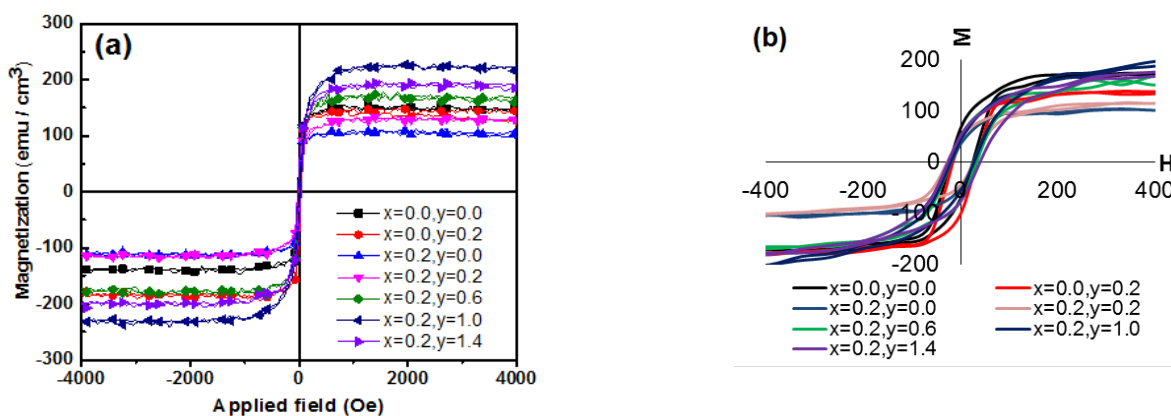 (a)
300
200
100
0
-100
-200
-300
Magnetization (emu / cm³)
-4000 -2000 0 2000 4000
Applied field (Oe)
x=0.0,y=0.0
x=0.0,y=0.2
x=0.2,y=0.0
x=0.2,y=0.2
x=0.2,y=0.6
x=0.2,y=1.0
x=0.2,y=1.4
(b)
M
200
100
0
-100
-200
-400 -200 0 200 400
H
x=0.0,y=0.0 x=0.0,y=0.2
x=0.2,y=0.0 x=0.2,y=0.2
x=0.2,y=0.6 x=0.2,y=1.0
x=0.2,y=1.4